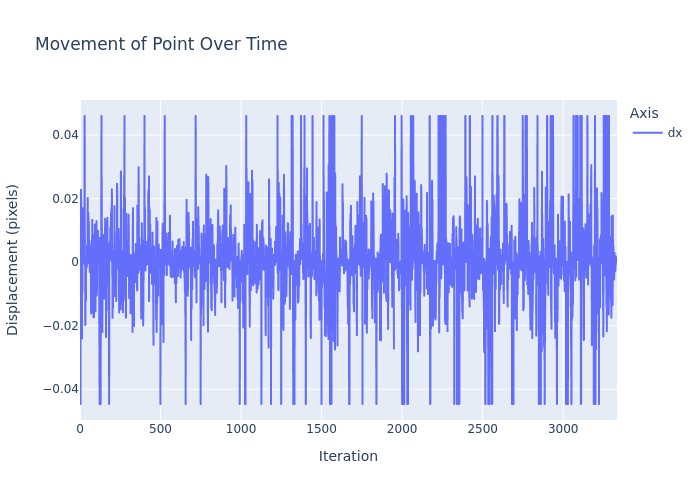 Movement of Point Over Time
Axis
dx
0.04
0.02
0
−0.02
−0.04
Displacement (pixels)
0
500
1000
1500
2000
2500
3000
Iteration